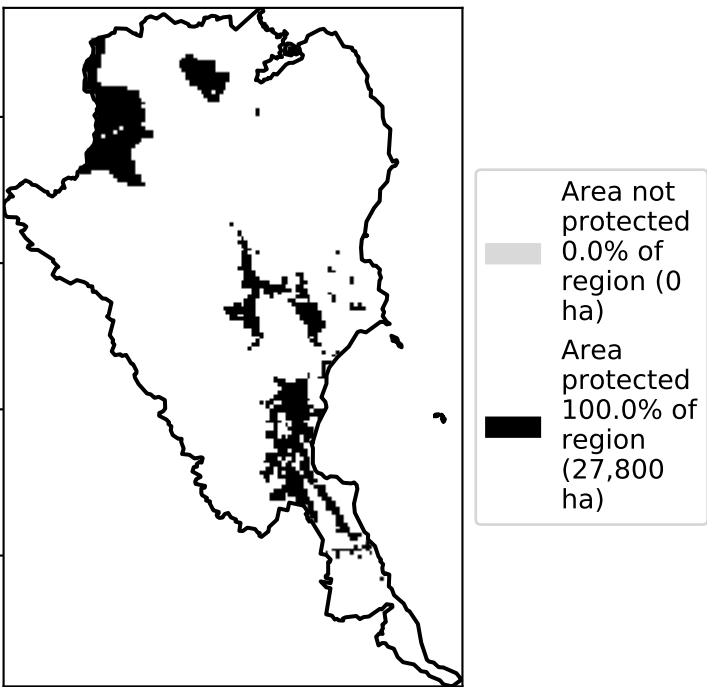 Area not
protected
0.0% of
region (0
ha)
Area
protected
100.0% of
region
(27,800
ha)